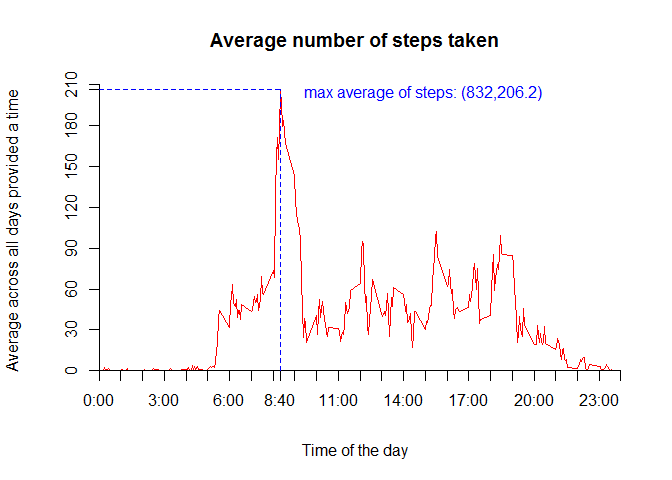 Average number of steps taken
max average of steps: (832,206.2)
Average across all days provided a time
210
180
150
120
90
60
30
0
0:00 3:00 6:00 8:40 11:00 14:00 17:00 20:00 23:00
Time of the day